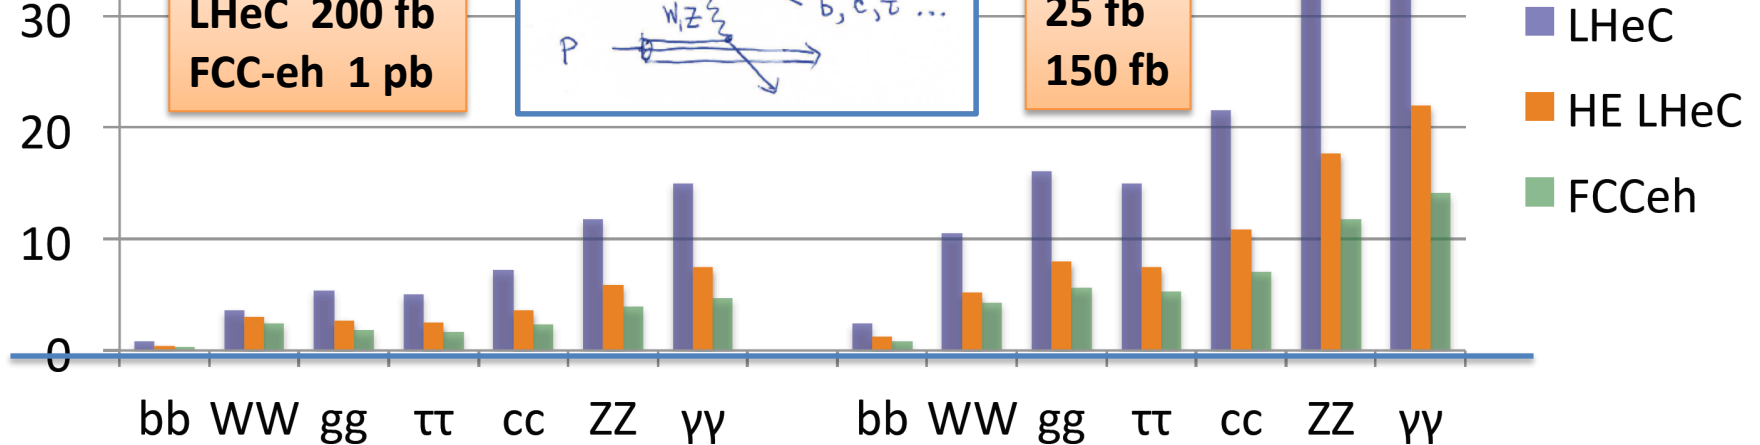 30
20
10
0
LHeC 200 fb
FCC-eh 1 pb
W,Z
b, c, τ ...
P
25 fb
150 fb
LHeC
HE LHeC
FCCeh
bb WW gg ττ cc ZZ γγ bb WW gg ττ cc ZZ γγ